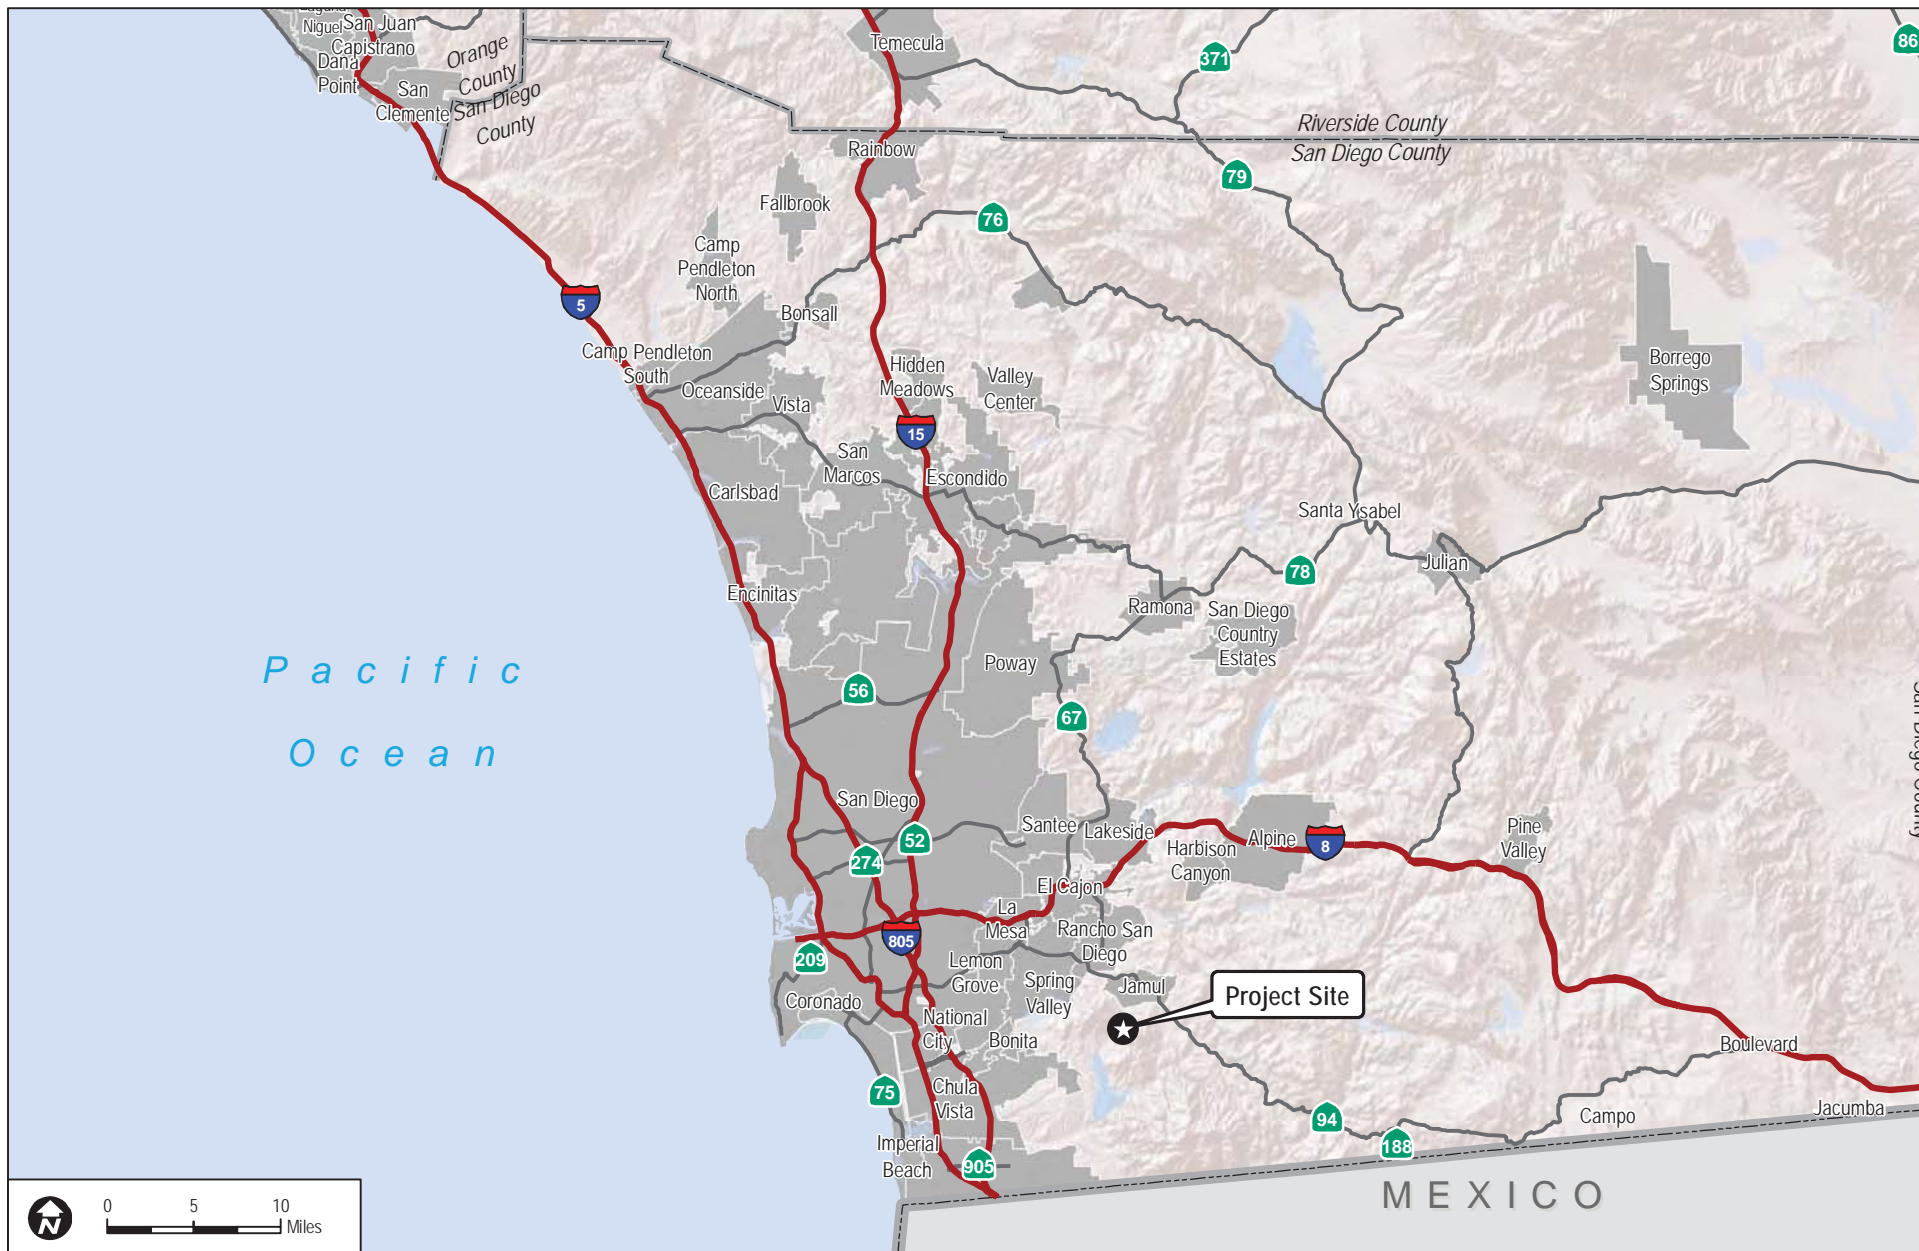 Laguna
Niguel
San Juan
Capistrano
Dana
Point
San
Clemente
Orange
County
San Diego
County
Temecula
371
86
Riverside County
San Diego County
Rainbow
79
Fallbrook
76
Camp
Pendleton
North
5
Bonsall
Camp Pendleton
South
Oceanside
Vista
Hidden
Meadows
Valley
Center
15
Borrego
Springs
San
Marcos
Escondido
Carlsbad
Santa Ysabel
Julian
78
Encinitas
Ramona
San Diego
Country
Estates
Pacific
Ocean
Poway
56
67
San Diego County
San Diego
52
274
Santee
Lakeside
Harbison
Canyon
Alpine
8
Pine
Valley
El Cajon
La
Mesa
Rancho San
Diego
805
209
Lemon
Grove
Spring
Valley
Jamul
Project Site
Coronado
National
City
Bonita
Boulevard
75
Chula
Vista
94
188
Campo
Jacumba
Imperial
Beach
905
MEXICO
N
0 5 10
Miles